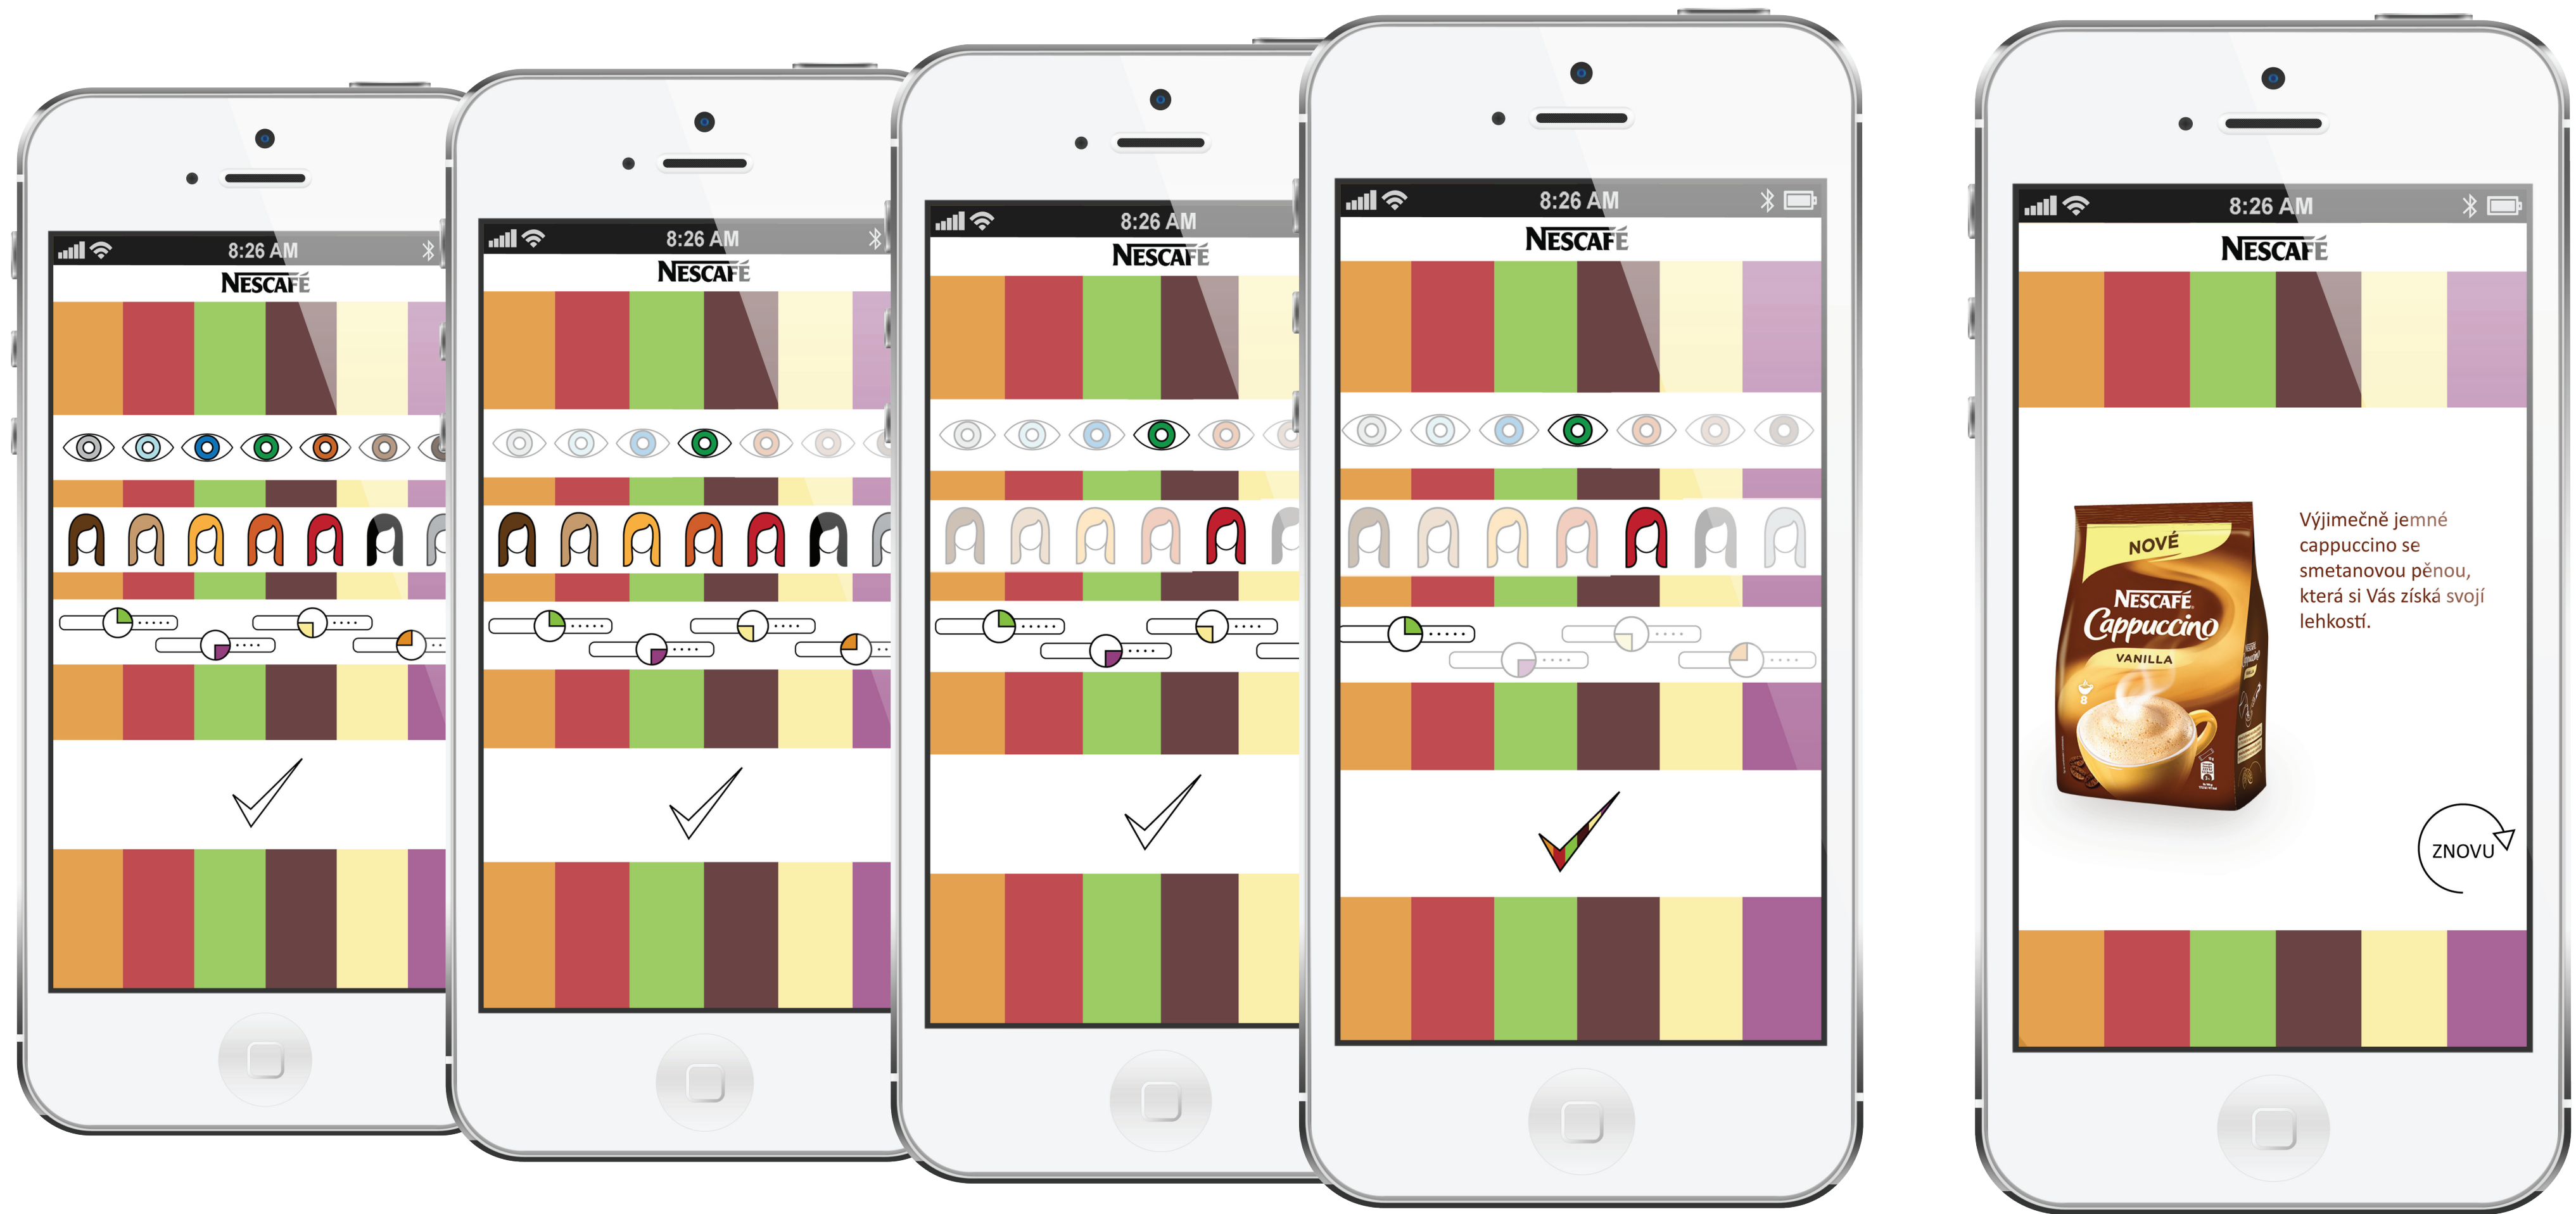 8:26 AM
NESCAFÉ
8:26 AM
NESCAFÉ
8:26 AM
NESCAFÉ
8:26 AM
NESCAFÉ
8:26 AM
NESCAFÉ
NOVÉ
NESCAFÉ
Cappuccino
VANILLA
8
Výjimečně jemné
cappuccino se
smetanovou pěnou,
která si Vás získá svojí
lehkostí.
ZNOVU